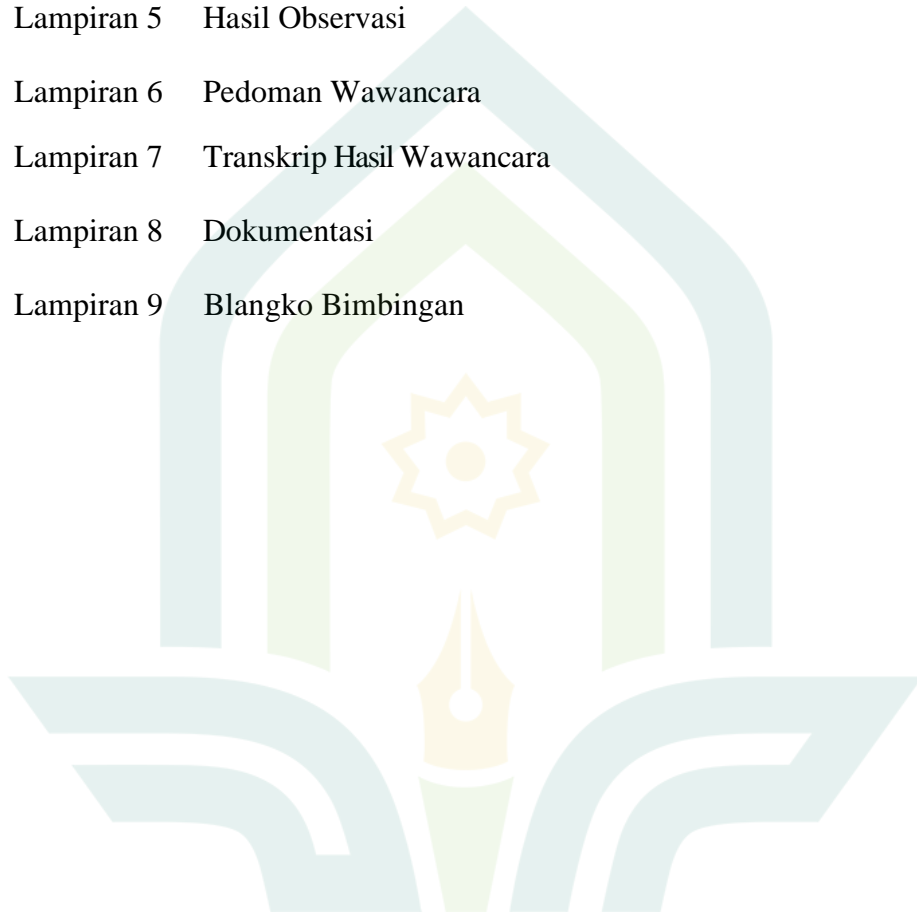 Lampiran 5 Hasil Observasi
Lampiran 6 Pedoman Wawancara
Lampiran 7 Transkrip Hasil Wawancara
Lampiran 8 Dokumentasi
Lampiran 9 Blangko Bimbingan